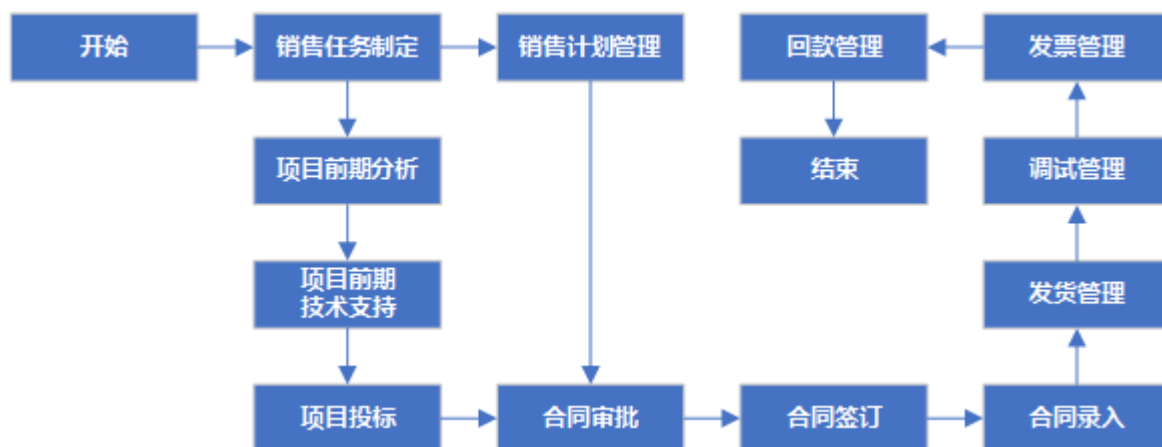 开始
销售任务制定
销售计划管理
回款管理
发票管理
项目前期分析
结束
调试管理
项目前期
技术支持
发货管理
项目投标
合同审批
合同签订
合同录入